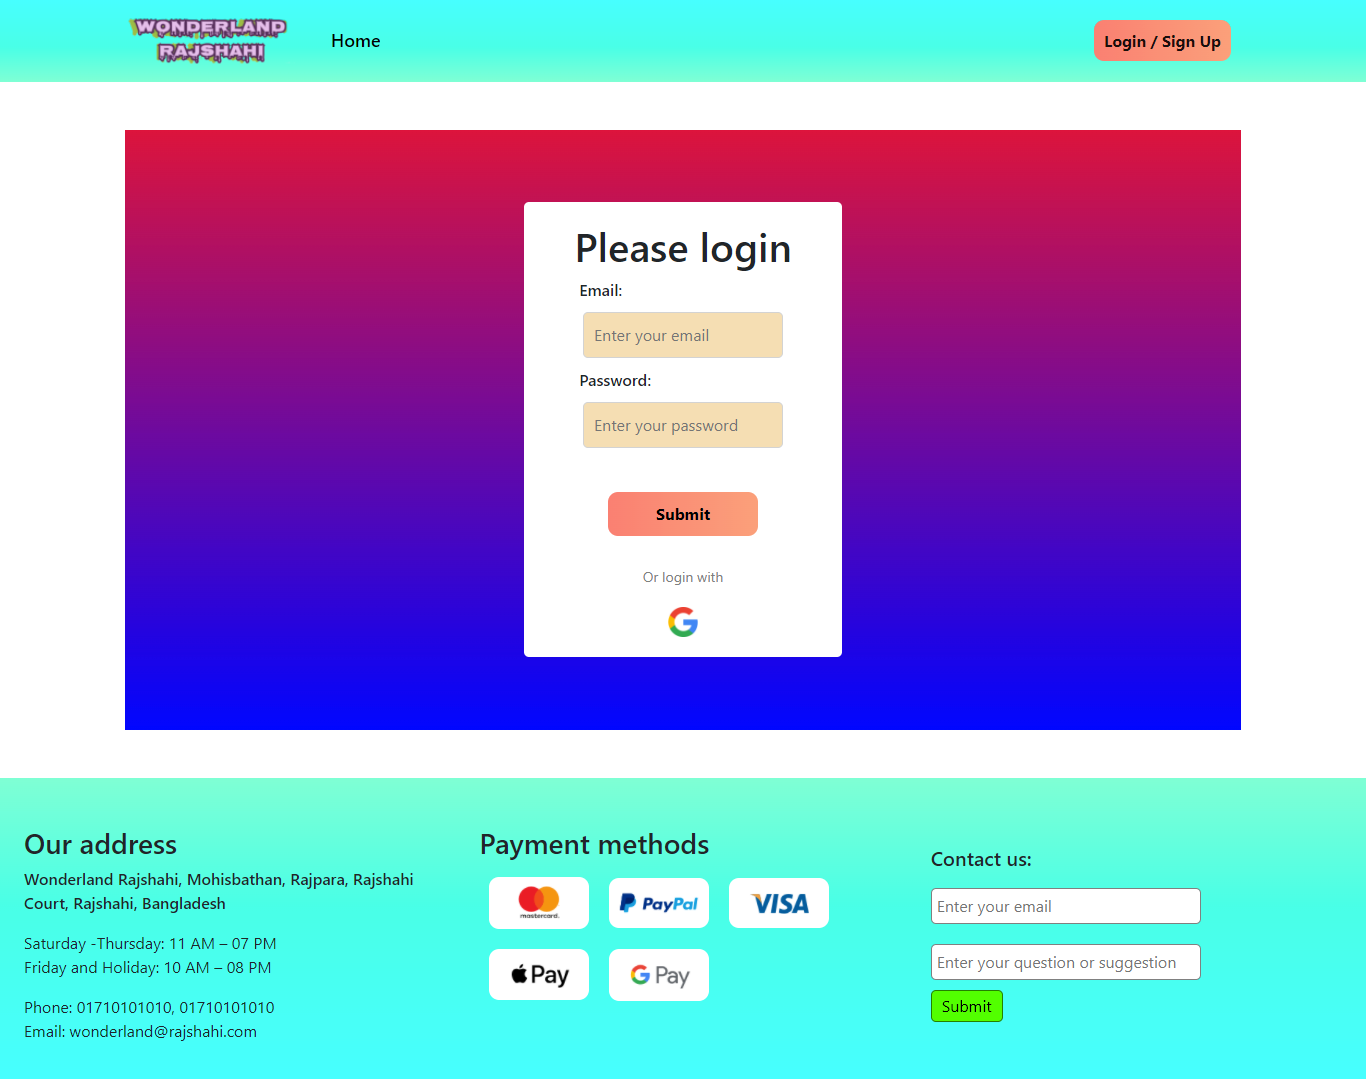 WONDERLAND
RAJSHAHI
Home
Login / Sign Up
Please login
Email:
Enter your email
Password:
Enter your password
Submit
Or login with
Our address
Wonderland Rajshahi, Mohisbathan, Rajpara, Rajshahi
Court, Rajshahi, Bangladesh
Saturday -Thursday: 11 AM – 07 PM
Friday and Holiday: 10 AM – 08 PM
Phone: 01710101010, 01710101010
Email: wonderland@rajshahi.com
Payment methods
mastercard.
PayPal
VISA
Pay
G Pay
Contact us:
Enter your email
Enter your question or suggestion
Submit